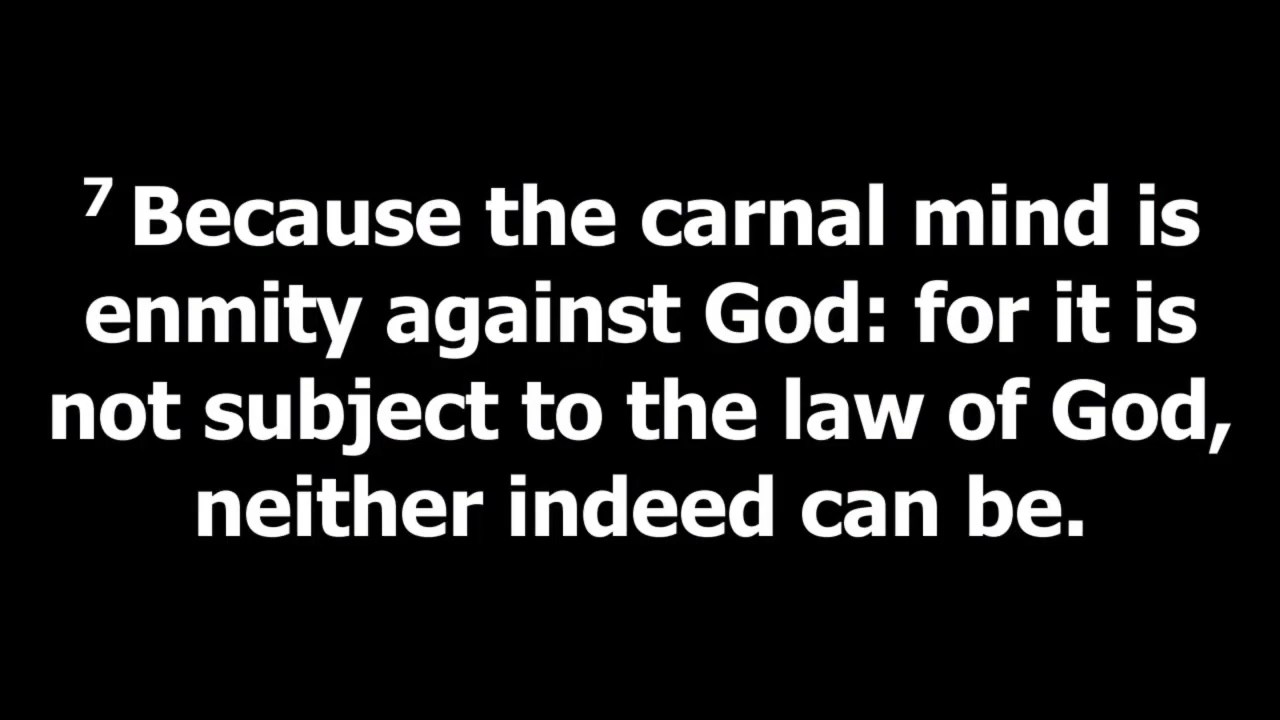 7 Because the carnal mind is
enmity against God: for it is
not subject to the law of God,
neither indeed can be.